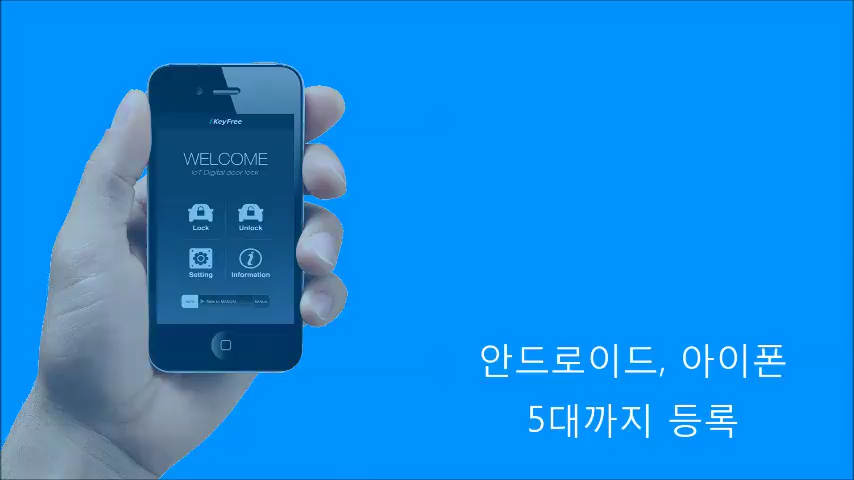 iKeyFree
WELCOME
IoT Digital door lock
Lock
Unlock
Setting
Information
안드로이드, 아이폰
5대까지 등록